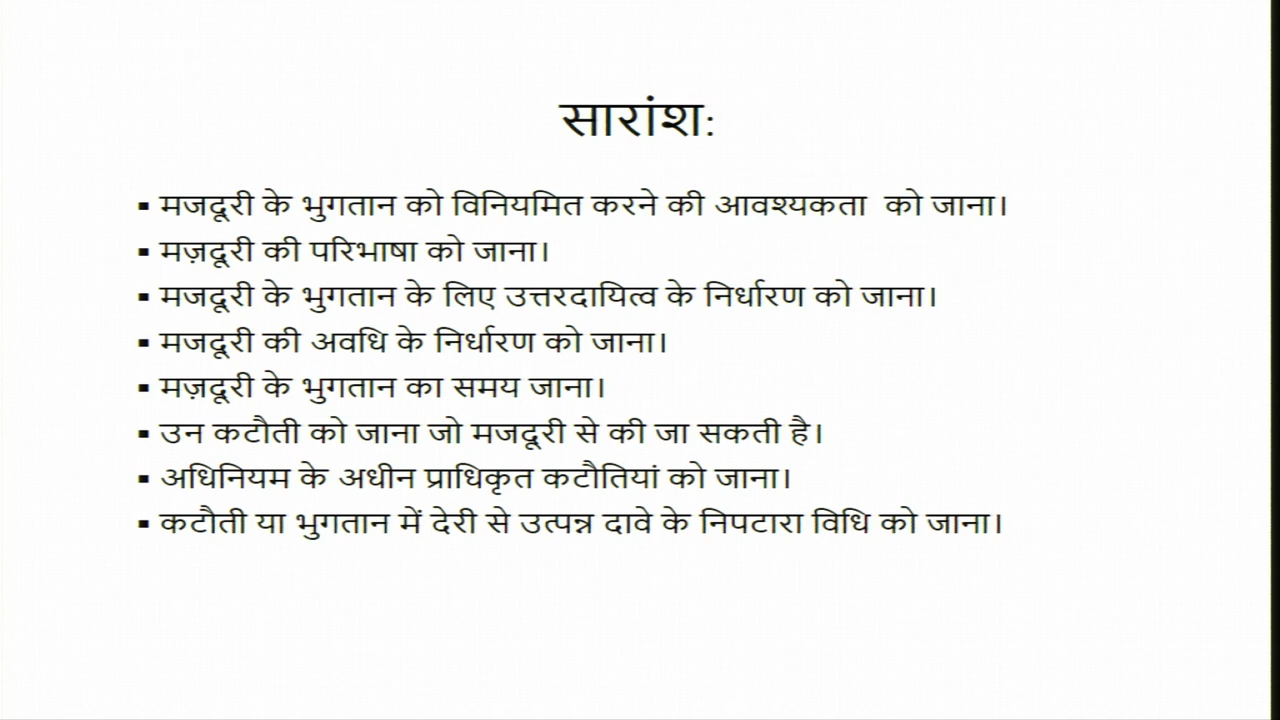 सारांश:
▪ मजदूरी के भुगतान को विनियमित करने की आवश्यकता को जाना।
▪ मज़दूरी की परिभाषा को जाना।
▪ मजदूरी के भुगतान के लिए उत्तरदायित्व के निर्धारण को जाना।
▪ मजदूरी की अवधि के निर्धारण को जाना।
▪ मज़दूरी के भुगतान का समय जाना।
▪ उन कटौती को जाना जो मजदूरी से की जा सकती है।
▪ अधिनियम के अधीन प्राधिकृत कटौतियां को जाना।
▪ कटौती या भुगतान में देरी से उत्पन्न दावे के निपटारा विधि को जाना।